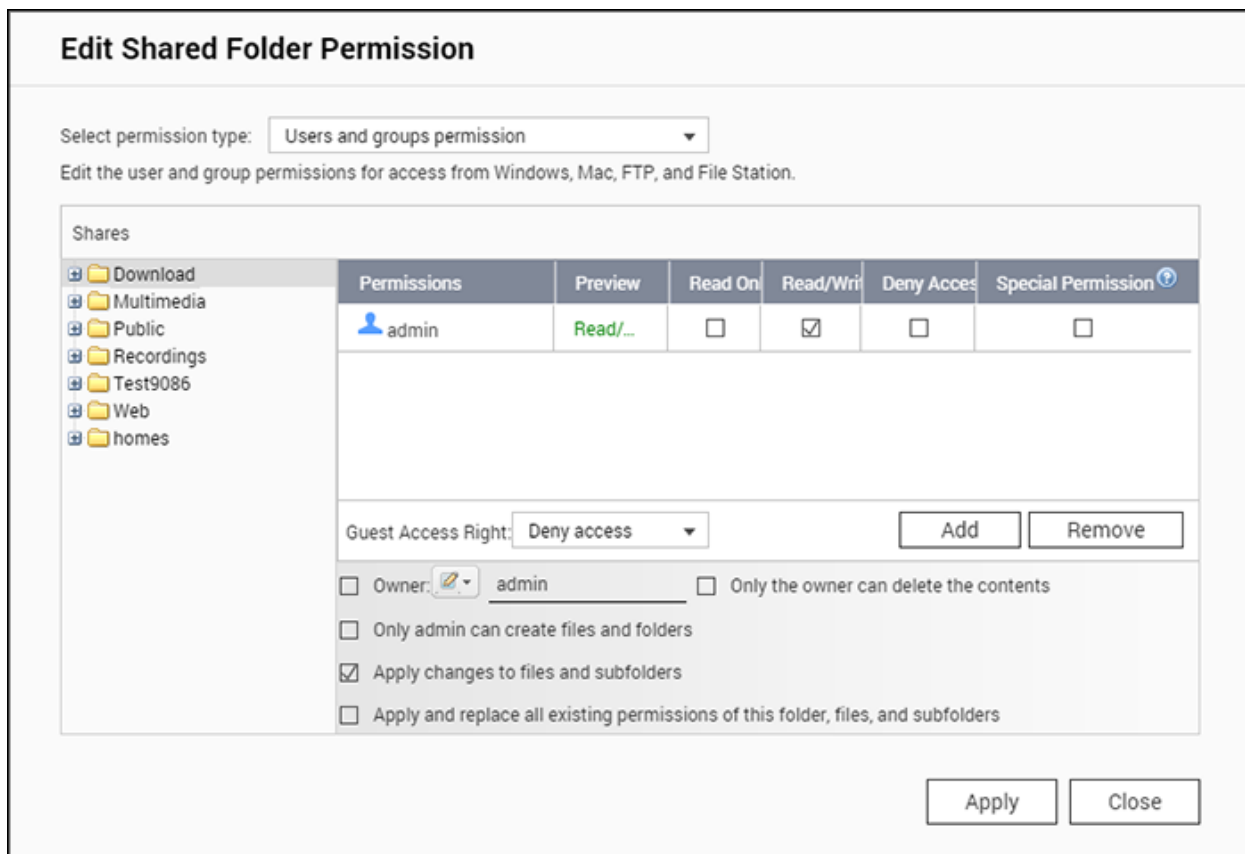 Edit Shared Folder Permission
Select permission type: Users and groups permission
Edit the user and group permissions for access from Windows, Mac, FTP, and File Station.
Shares
Download
Multimedia
Public
Recordings
Test9086
Web
homes
Permissions Preview Read Onl Read/Writ Deny Acces Special Permission ?
admin Read/...
Guest Access Right: Deny access Add Remove
Owner: admin Only the owner can delete the contents
Only admin can create files and folders
Apply changes to files and subfolders
Apply and replace all existing permissions of this folder, files, and subfolders
Apply Close